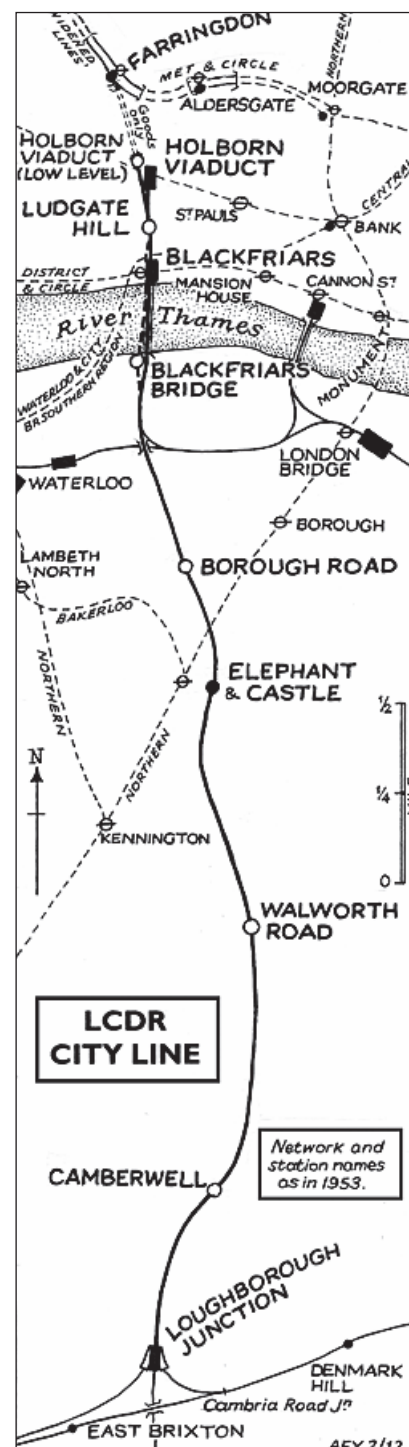 WIDENED
LINES
FARRINGDON
NORTHERN
MET & CIRCLE
MOORGATE
ALDERSGATE
Goods
only
HOLBORN
VIADUCT
(LOW LEVEL)
HOLBORN
VIADUCT
CENTRAL
ST PAULS
LUDGATE
HILL
BANK
BLACKFRIARS
DISTRICT
& CIRCLE
MANSION
HOUSE
CANNON ST.
River Thames
MONUMENT
WATERLOO & CITY
BR SOUTHERN REGION
BLACKFRIARS
BRIDGE
LONDON
BRIDGE
WATERLOO
BOROUGH
LAMBETH
NORTH
BOROUGH ROAD
BAKERLOO
ELEPHANT
& CASTLE
NORTHERN
NORTHERN
1/2
N
1/4
KENNINGTON
0
WALWORTH
ROAD
LCDR
CITY LINE
Network and
station names
as in 1953.
CAMBERWELL
LOUGHBOROUGH
JUNCTION
DENMARK
HILL
Cambria Road Jn
EAST BRIXTON